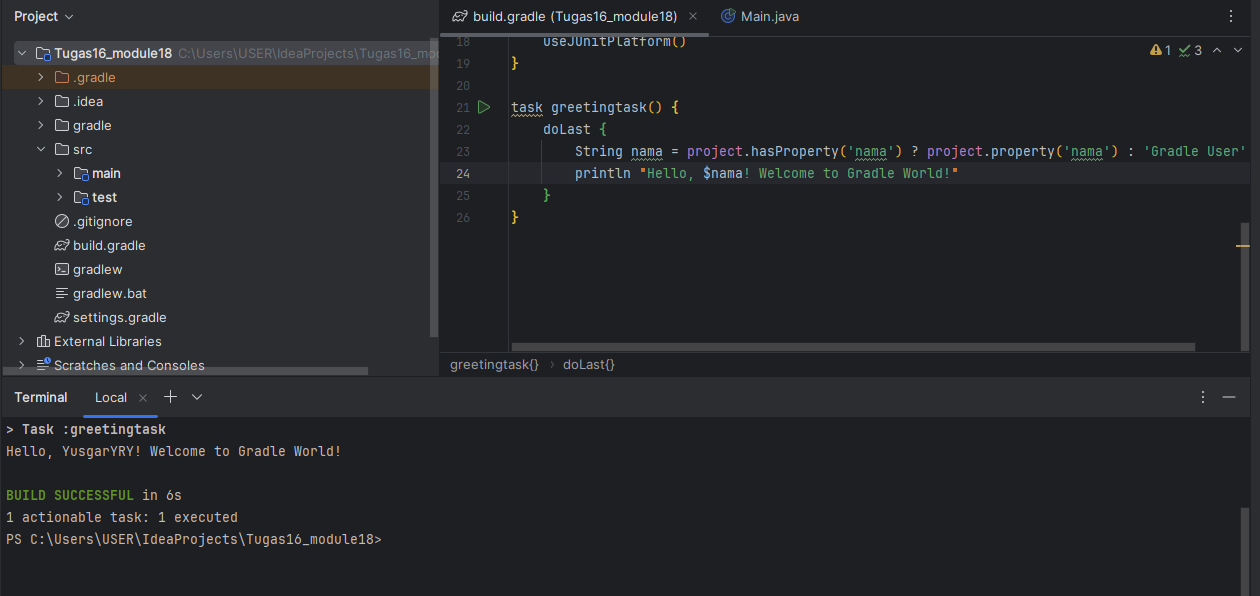 Project
build.gradle (Tugas16_module18)
Main.java
Tugas16_module18 C:\Users\USER\IdeaProjects\Tugas16_mo
.gradle
.idea
gradle
src
main
test
.gitignore
build.gradle
gradlew
gradlew.bat
settings.gradle
External Libraries
Scratches and Consoles
18 useJUnitPlatform()
19 }
20
21 task greetingtask() {
22 doLast {
23 String nama = project.hasProperty('nama') ? project.property('nama') : 'Gradle User'
24 println "Hello, $nama! Welcome to Gradle World!"
25 }
26 }
1 3
greetingtask{} › doLast{}
Terminal Local
> Task :greetingtask
Hello, YusgarYRY! Welcome to Gradle World!
BUILD SUCCESSFUL in 6s
1 actionable task: 1 executed
PS C:\Users\USER\IdeaProjects\Tugas16_module18>